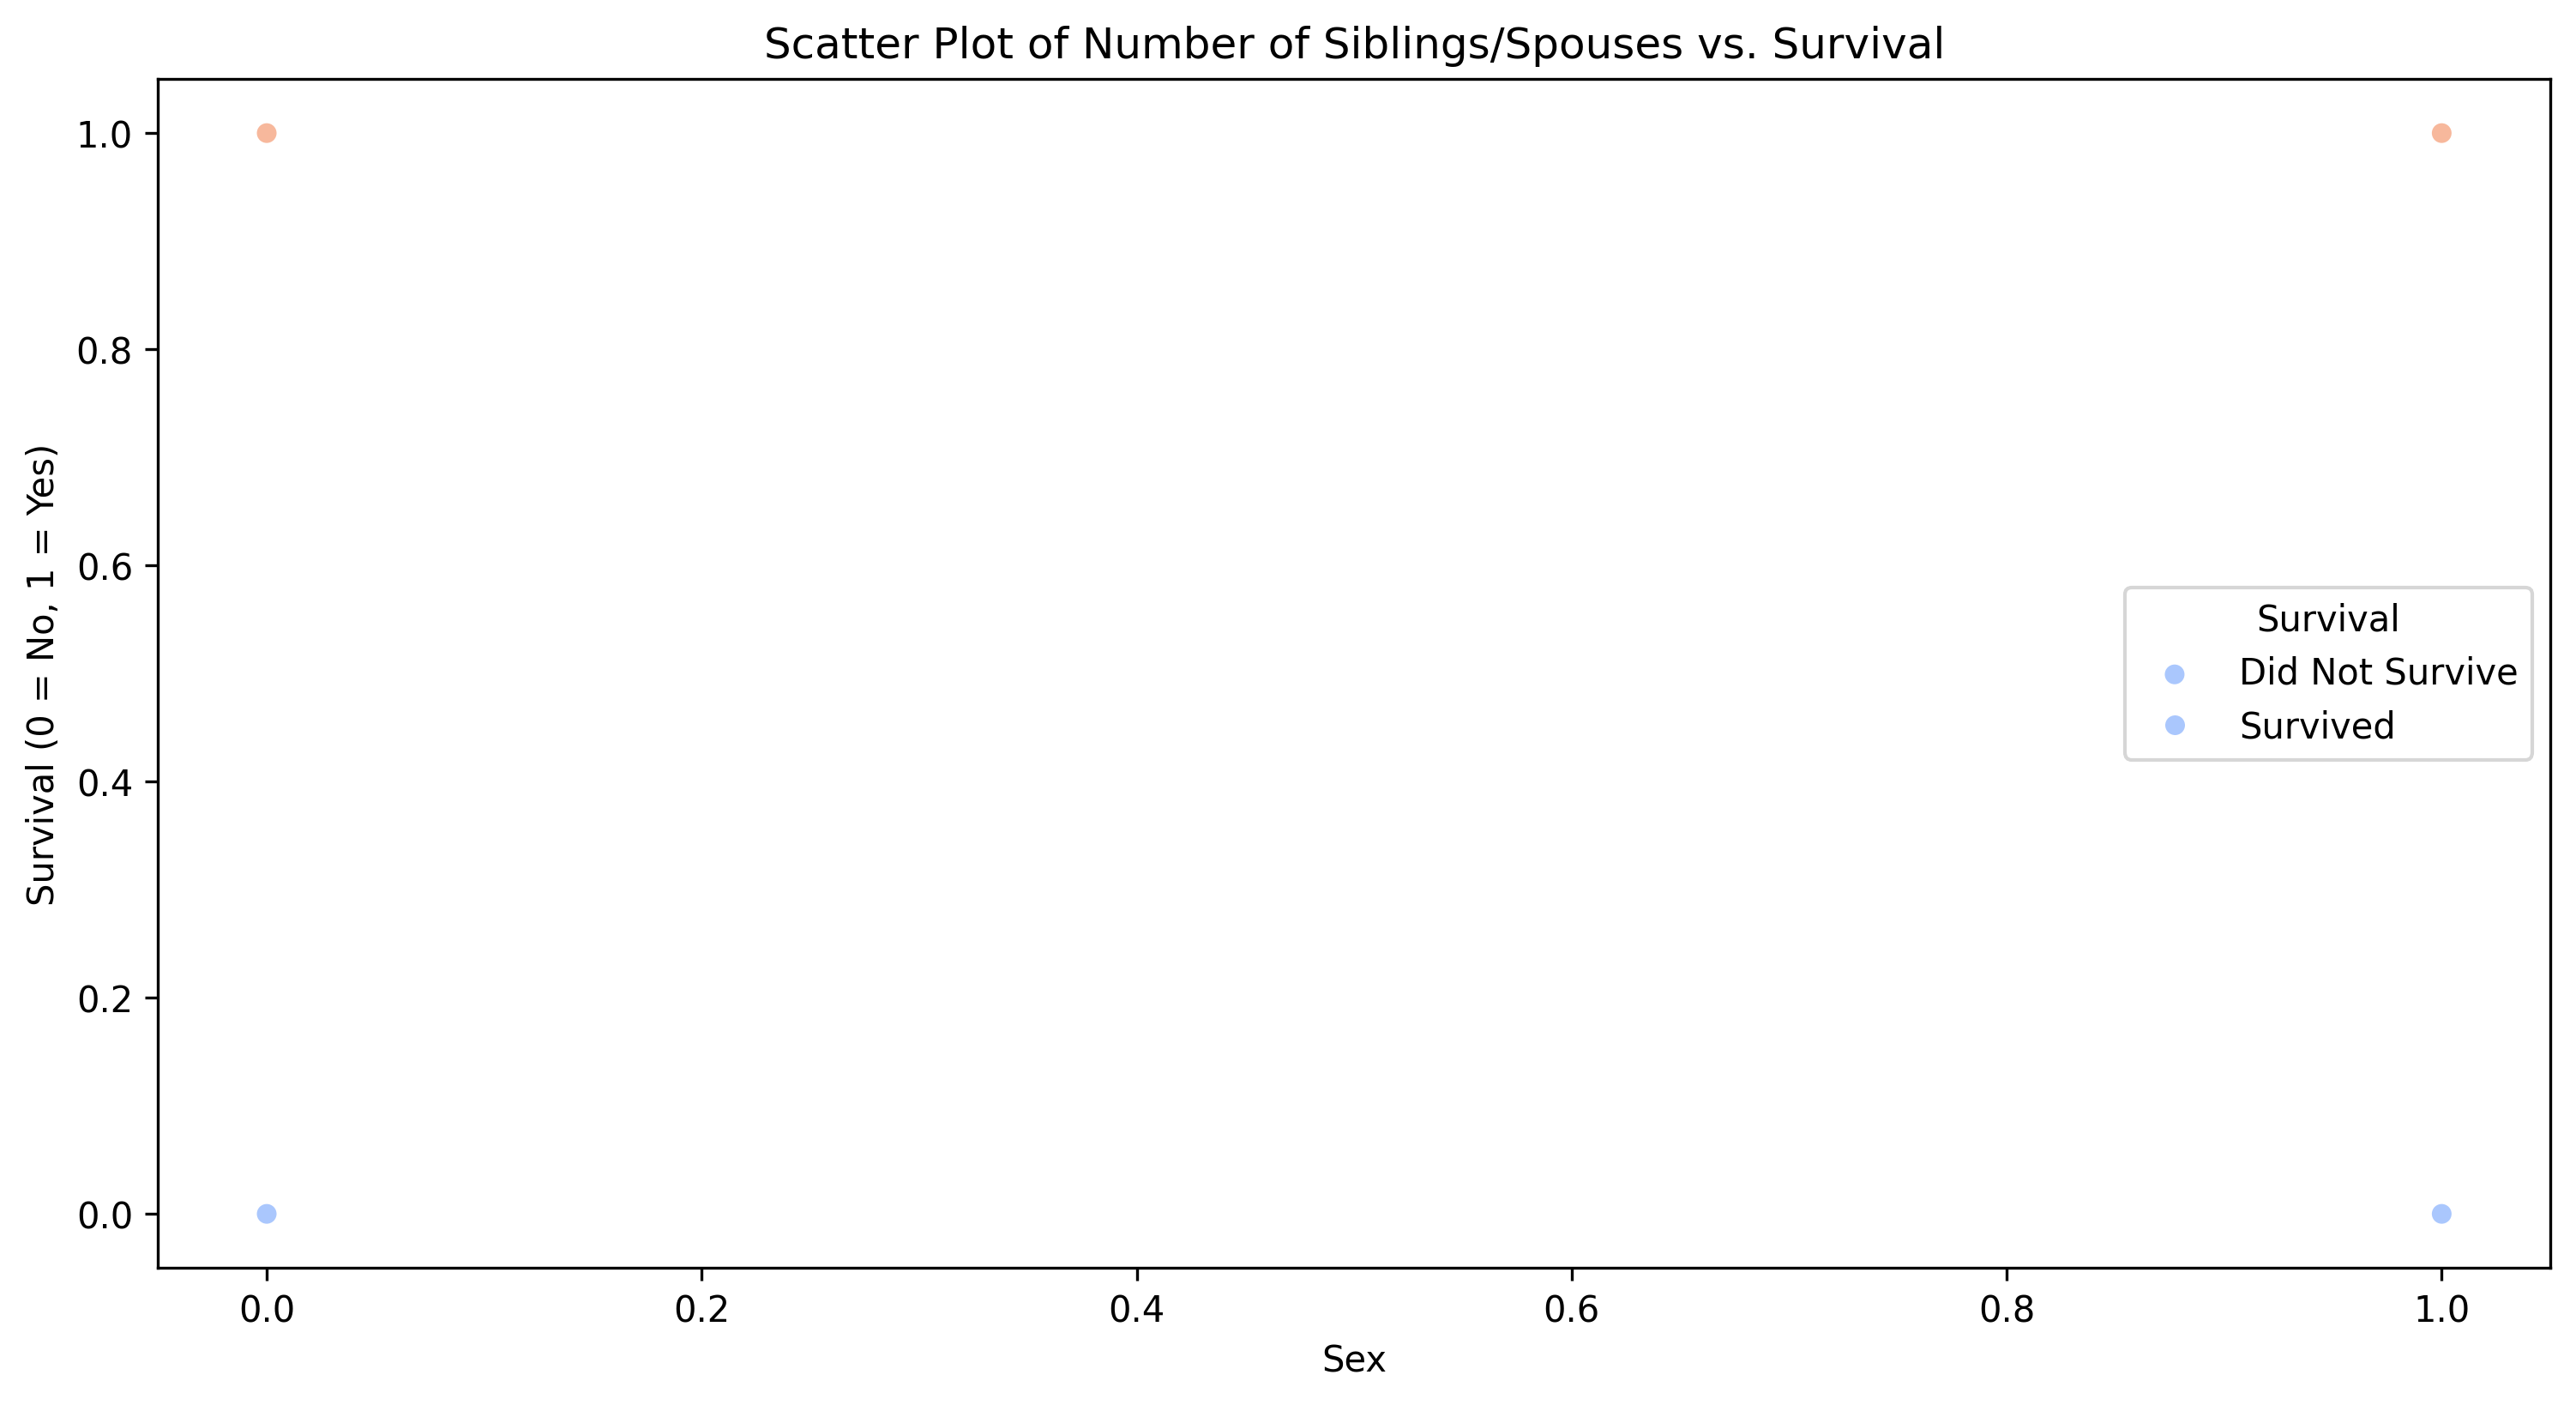 Scatter Plot of Number of Siblings/Spouses vs. Survival
1.0
0.8
0.6
0.4
0.2
0.0
Survival (0 = No, 1 = Yes)
Survival
Did Not Survive
Survived
0.0 0.2 0.4 0.6 0.8 1.0
Sex